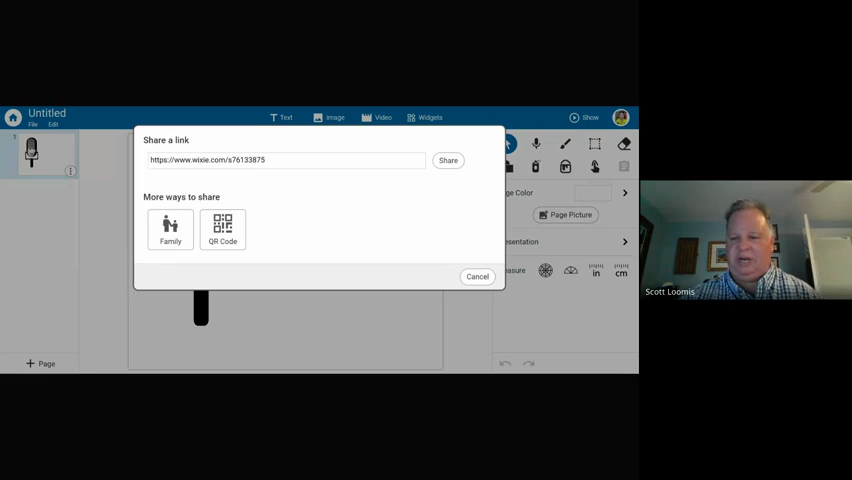 Untitled
File Edit
Text Image Video Widgets Show
1
Share a link
https://www.wixie.com/s76133875
Share
More ways to share
Family QR Code
Cancel
Page Picture
in cm
Page
Scott Loomis